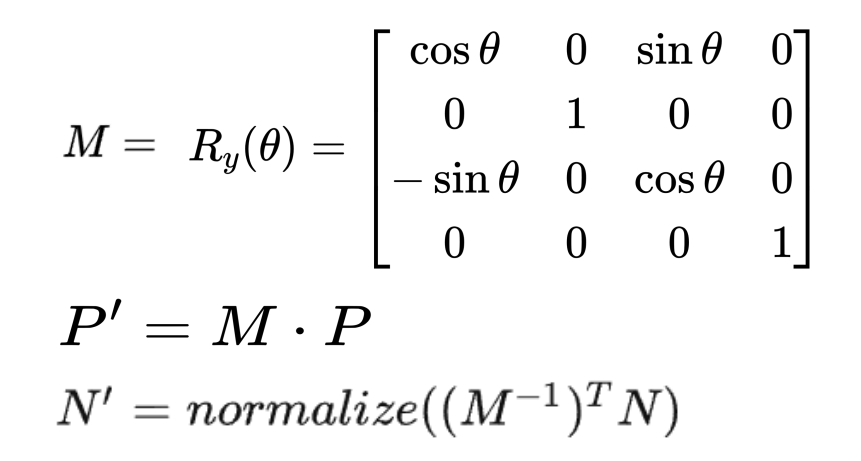 M = R_y(θ) = [cos θ 0 sin θ 0
0 1 0 0
− sin θ 0 cos θ 0
0 0 0 1]
P′ = M · P
N′ = normalize((M⁻¹)ᵀ N)